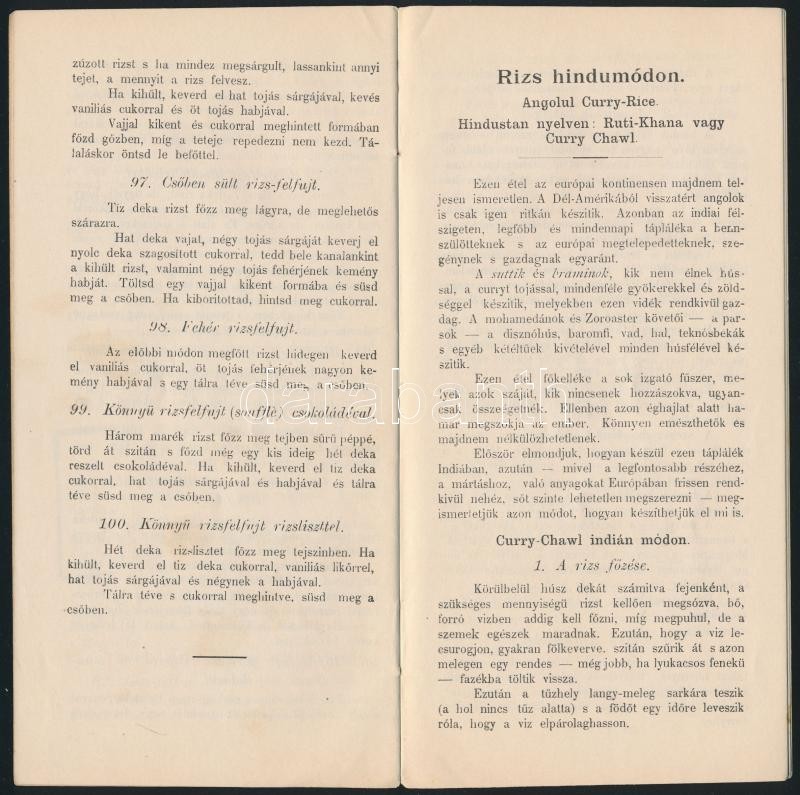 zúzott rizst s ha mindez megsárgult, lassankint annyi
tejet, a mennyit a rizs felvesz.
Ha kihűlt, keverd el hat tojás sárgájával, kevés
vaniliás cukorral és öt tojás habjával.
Vajjal kikent és cukorral meghintett formában
főzd gőzben, míg a teteje repedezni nem kezd. Tá-
laláskor öntsd le befőttel.
97. Csőben sült rizs-felfujt.
Tíz deka rizst főzz meg lágyra, de meglehetős
szárazra.
Hat deka vajat, négy tojás sárgáját keverj el
nyolc deka szagosított cukorral, tedd bele kanalankint
a kihűlt rizst, valamint négy tojás fehérjének kemény
habját. Töltsd egy vajjal kikent formába és süsd
meg a csőben. Ha kiborítottad, hintsd meg cukorral.
98. Fehér rizsfelfujt.
Az előbbi módon megfőtt rizst hidegen keverd
el vaniliás cukorral, öt tojás fehérjének nagyon ke-
mény habjával s egy tálra téve süsd meg a csőben.
99. Könnyű rizsfelfujt (souflé) csokoládéval.
Három marék rizst főzz meg tejben sűrű péppé,
törd át szitán s főzd még egy kis ideig hét deka
reszelt csokoládéval. Ha kihűlt, keverd el tíz deka
cukorral, hat tojás sárgájával és habjával és tálra
téve süsd meg a csőben.
100. Könnyű rizsfelfujt rizsliszttel.
Hét deka rizslisztet főzz meg tejszínben. Ha
kihűlt, keverd el tíz deka cukorral, vaniliás likőrrel,
hat tojás sárgájával és négynek a habjával.
Tálra téve s cukorral meghintve, süsd meg a
csőben.
Rizs hindumódon.
Angolul Curry-Rice.
Hindustan nyelven: Ruti-Khana vagy
Curry Chawl.
Ezen étel az európai kontinensen majdnem tel-
jesen ismeretlen. A Dél-Amérikából visszatért angolok
is csak igen ritkán készítik. Azonban az indiai fél-
szigeten, legfőbb és mindennapi tápláléka a benn-
szülötteknek s az európai megtelepedetteknek, sze-
génynek s gazdagnak egyaránt.
A suttik és braminok, kik nem élnek hús-
sal, a curryt tojással, mindenféle gyökerekkel és zöld-
séggel készítik, melyekben ezen vidék rendkivül gaz-
dag. A mohamedánok és Zoroaster követői — a par-
sok — a disznóhús, baromfi, vad, hal, teknősbekák
s egyéb kétéltűek kivételével minden húsfélével ké-
szítik.
Ezen étel főkelléke a sok izgató fűszer, me-
lyek azok száját, kik nincsenek hozzászokva, ugyan-
csak összeégetnék. Ellenben azon éghajlat alatt ha-
mar megszokja az ember. Könnyen emészthetők és
majdnem nélkülözhetetlenek.
Először elmondjuk, hogyan készül ezen táplálék
Indiában, azután — mivel a legfontosabb részéhez,
a mártáshoz, való anyagokat Európában frissen rend-
kivül nehéz, sőt szinte lehetetlen megszerezni — meg-
ismertetjük azon módot, hogyan készíthetjük el mi is.
Curry-Chawl indián módon.
1. A rizs főzése.
Körülbelül húsz dekát számitva fejenként, a
szükséges mennyiségű rizst kellően megsózva, bő,
forró vizben addig kell főzni, míg megpuhul, de a
szemek egészek maradnak. Ezután, hogy a viz le-
csurogjon, gyakran fölkeverve, szitán szűrik át s azon
melegen egy rendes — még jobb, ha lyukacsos fenekű
— fazékba töltik vissza.
Ezután a tűzhely langy-meleg sarkára teszik
(a hol nincs tűz alatta) s a födőt egy időre leveszik
róla, hogy a viz elpárolaghasson.
darabanth